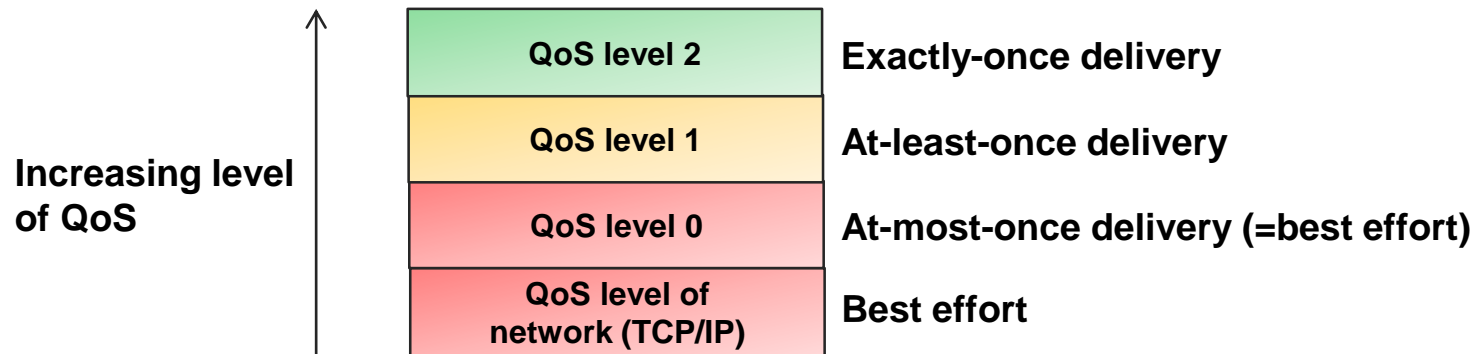 QoS level 2
Exactly-once delivery
QoS level 1
At-least-once delivery
Increasing level
of QoS
QoS level 0
At-most-once delivery (=best effort)
QoS level of
network (TCP/IP)
Best effort